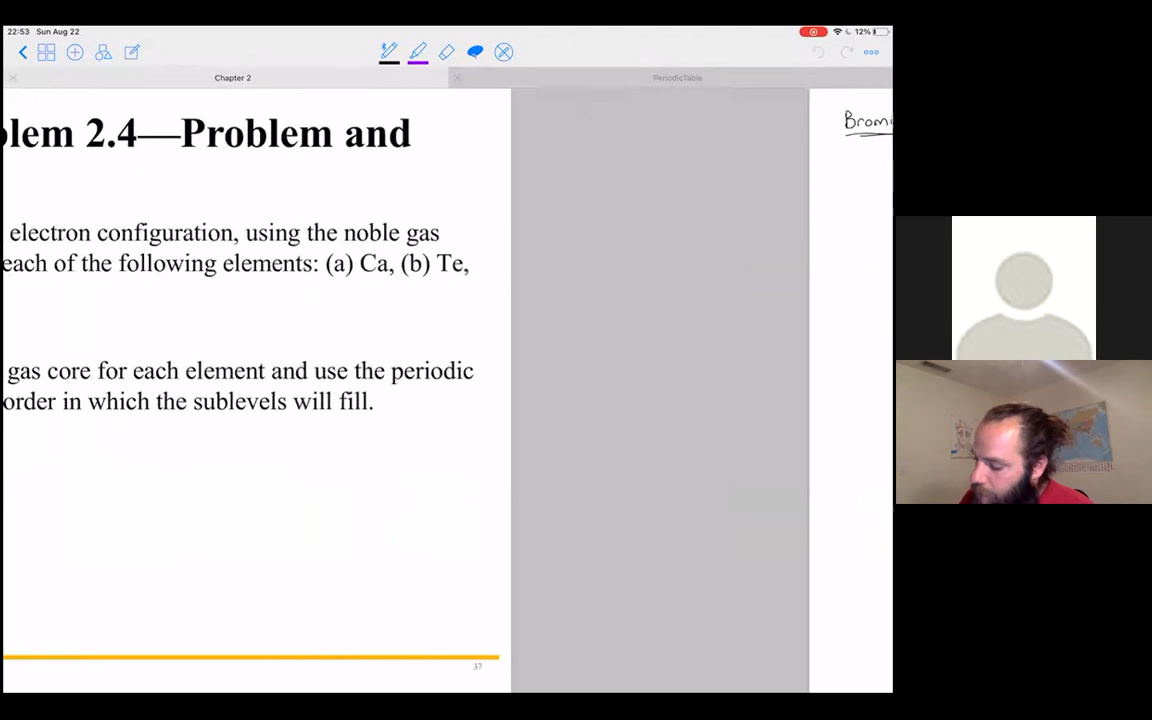 22:53 Sun Aug 22
12%
Chapter 2
PeriodicTable
blem 2.4—Problem and
electron configuration, using the noble gas
each of the following elements: (a) Ca, (b) Te,
gas core for each element and use the periodic
order in which the sublevels will fill.
37
Bromi